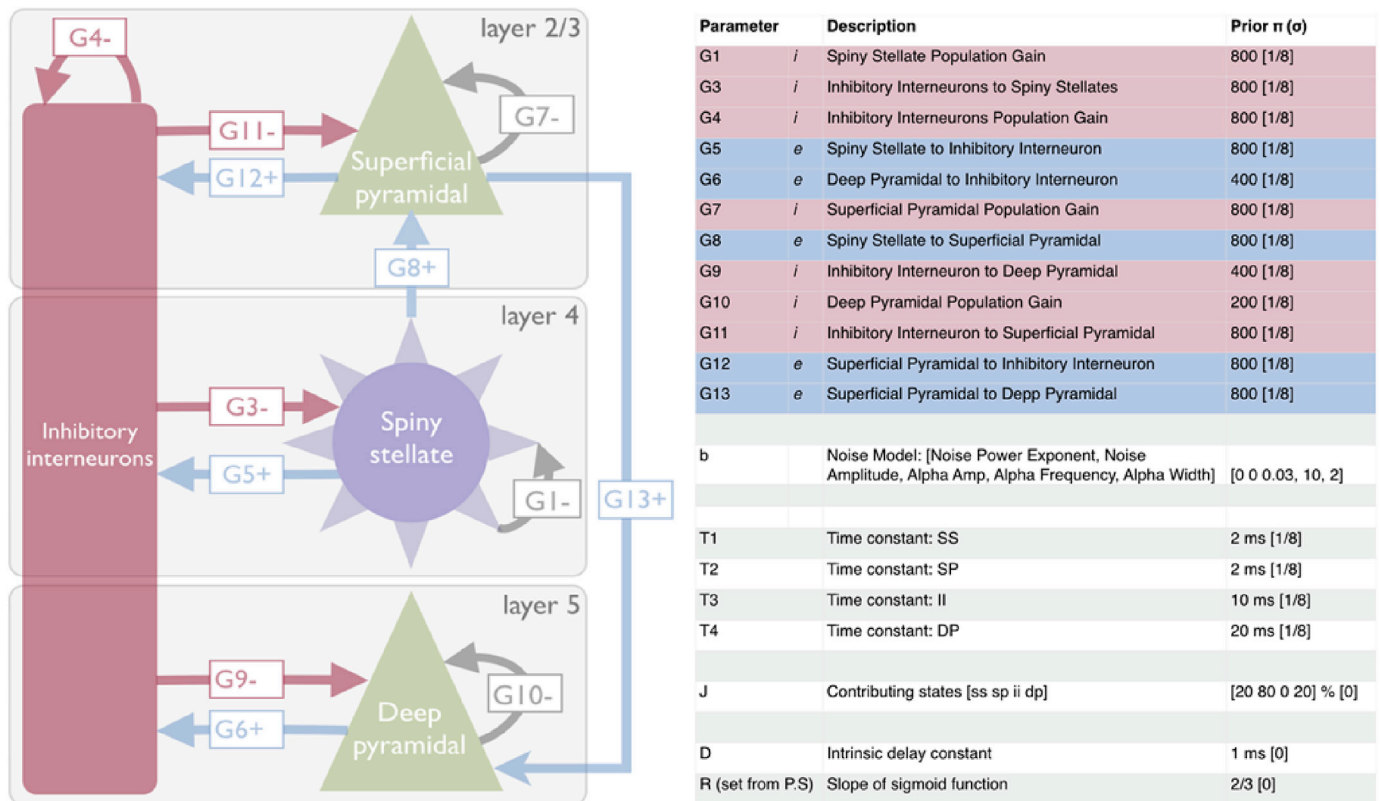 layer 2/3
G4-
G11-
G7-
G12+
Superficial
pyramidal
G8+
layer 4
G3-
Inhibitory
interneurons
Spiny
stellate
G5+
G1-
G13+
layer 5
G9-
G10-
G6+
Deep
pyramidal
Parameter Description Prior π (σ)
G1 i Spiny Stellate Population Gain 800 [1/8]
G3 i Inhibitory Interneurons to Spiny Stellates 800 [1/8]
G4 i Inhibitory Interneurons Population Gain 800 [1/8]
G5 e Spiny Stellate to Inhibitory Interneuron 800 [1/8]
G6 e Deep Pyramidal to Inhibitory Interneuron 400 [1/8]
G7 i Superficial Pyramidal Population Gain 800 [1/8]
G8 e Spiny Stellate to Superficial Pyramidal 800 [1/8]
G9 i Inhibitory Interneuron to Deep Pyramidal 400 [1/8]
G10 i Deep Pyramidal Population Gain 200 [1/8]
G11 i Inhibitory Interneuron to Superficial Pyramidal 800 [1/8]
G12 e Superficial Pyramidal to Inhibitory Interneuron 800 [1/8]
G13 e Superficial Pyramidal to Depp Pyramidal 800 [1/8]
b Noise Model: [Noise Power Exponent, Noise
Amplitude, Alpha Amp, Alpha Frequency, Alpha Width] [0 0 0.03, 10, 2]
T1 Time constant: SS 2 ms [1/8]
T2 Time constant: SP 2 ms [1/8]
T3 Time constant: II 10 ms [1/8]
T4 Time constant: DP 20 ms [1/8]
J Contributing states [ss sp ii dp] [20 80 0 20] % [0]
D Intrinsic delay constant 1 ms [0]
R (set from P.S) Slope of sigmoid function 2/3 [0]